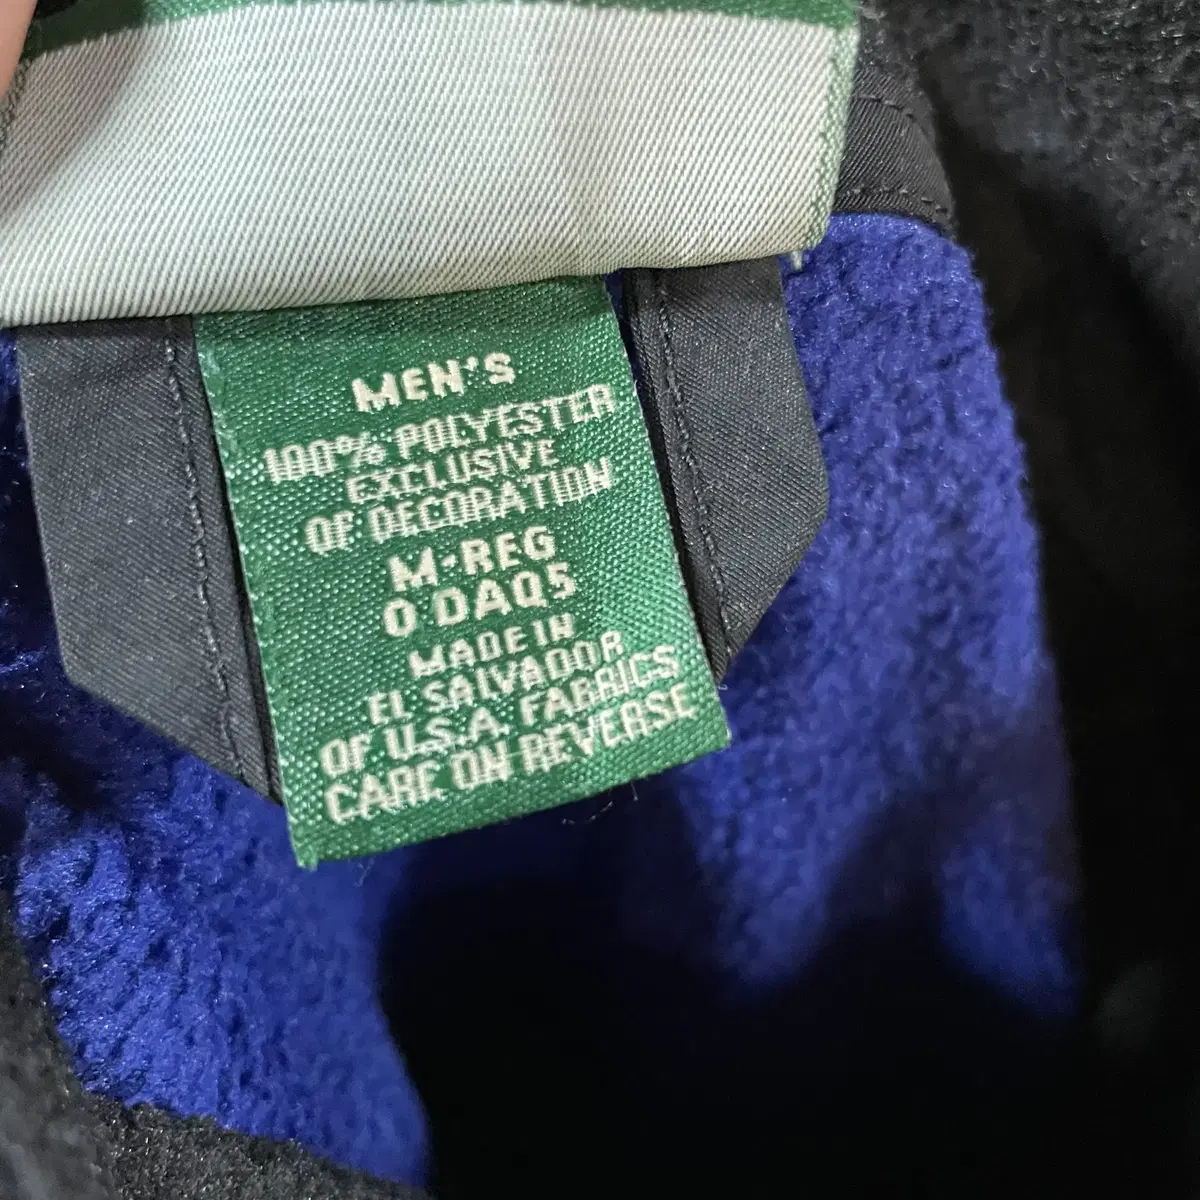 MEN'S
100% POLYESTER
EXCLUSIVE
OF DECORATION
M-REG
0 DAQ5
MADE IN
EL SALVADOR
OF U.S.A. FABRICS
CARE ON REVERSE